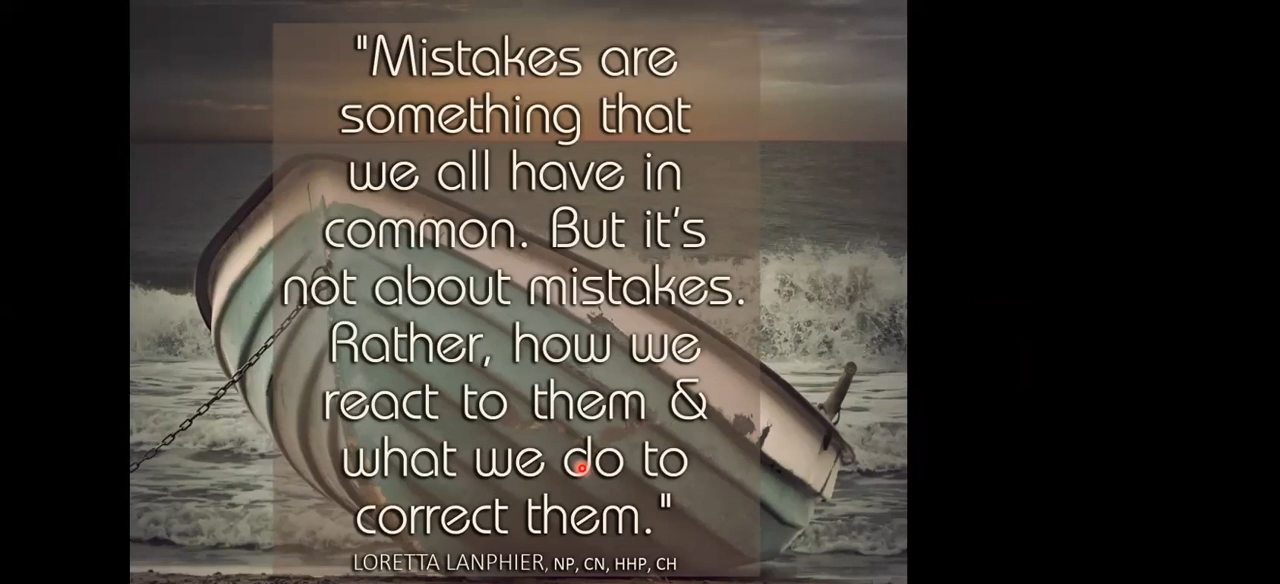 "Mistakes are
something that
we all have in
common. But it's
not about mistakes.
Rather, how we
react to them &
what we do to
correct them."
LORETTA LANPHIER, NP, CN, HHP, CH